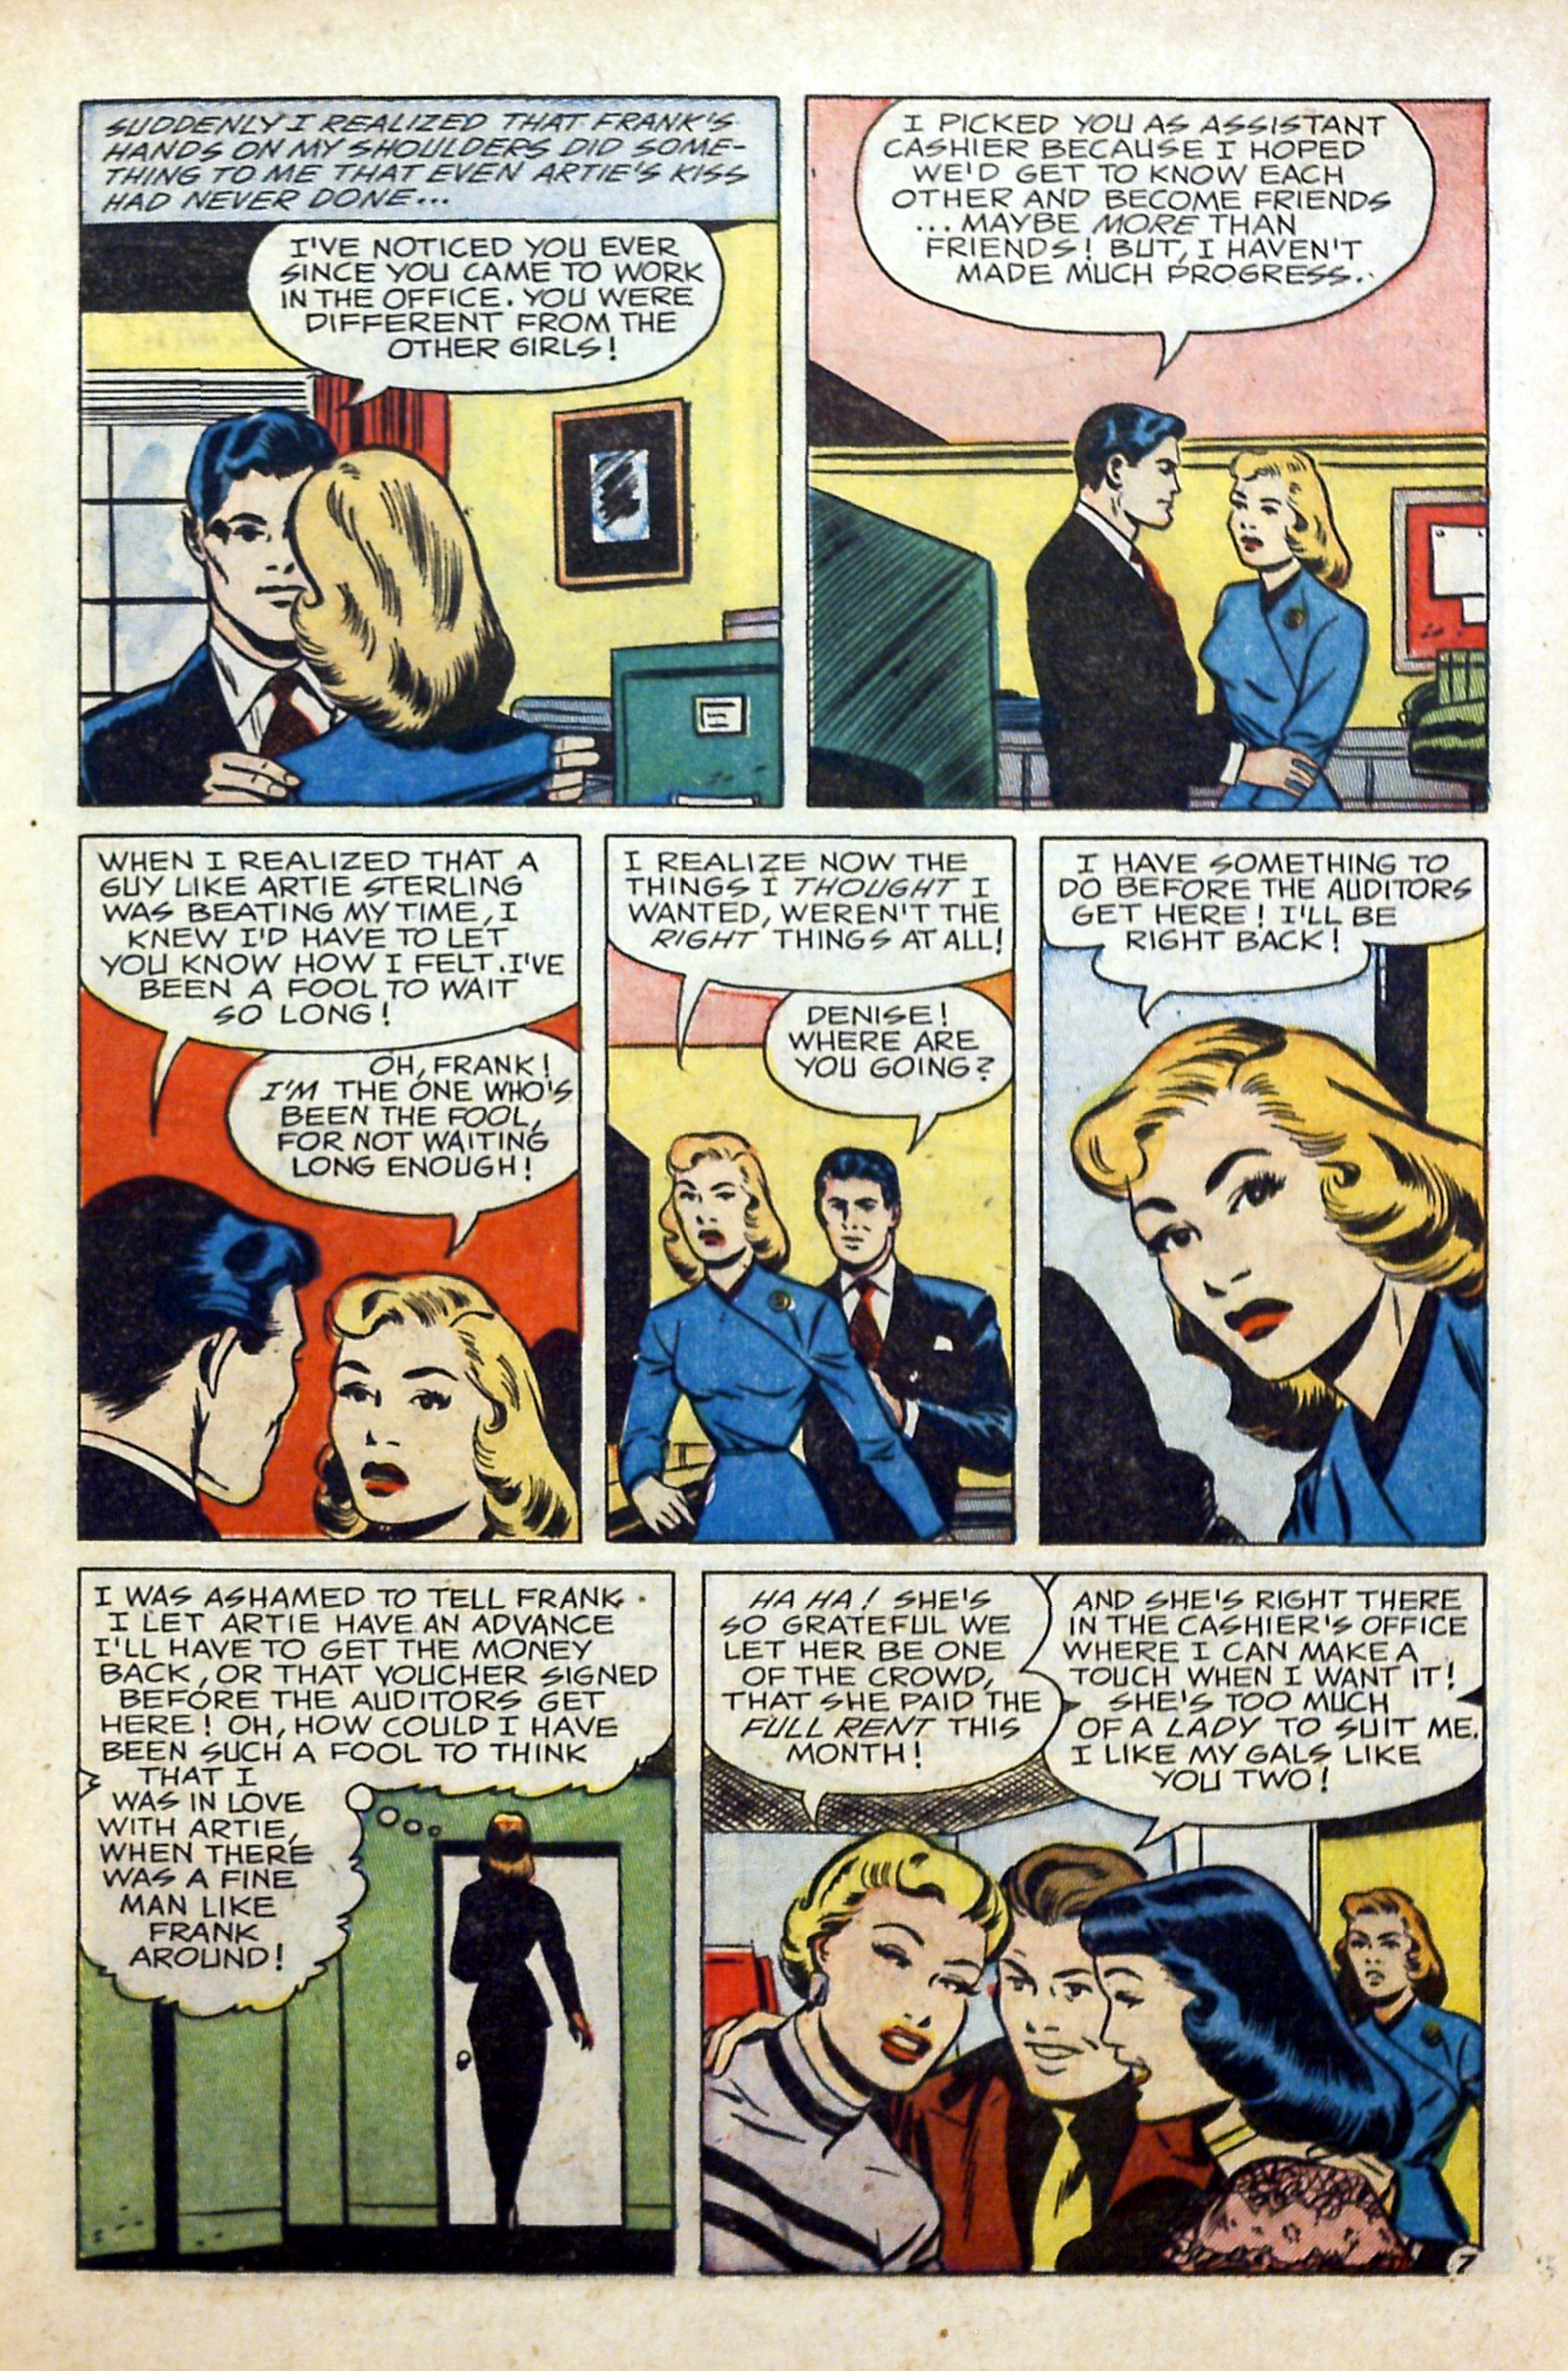 SUDDENLY I REALIZED THAT FRANK'S
HANDS ON MY SHOULDERS DID SOME-
THING TO ME THAT EVEN ARTIE'S KISS
HAD NEVER DONE...
I'VE NOTICED YOU EVER
SINCE YOU CAME TO WORK
IN THE OFFICE. YOU WERE
DIFFERENT FROM THE
OTHER GIRLS!
I PICKED YOU AS ASSISTANT
CASHIER BECAUSE I HOPED
WE'D GET TO KNOW EACH
OTHER AND BECOME FRIENDS
...MAYBE MORE THAN
FRIENDS! BUT, I HAVEN'T
MADE MUCH PROGRESS..
WHEN I REALIZED THAT A
GUY LIKE ARTIE STERLING
WAS BEATING MY TIME, I
KNEW I'D HAVE TO LET
YOU KNOW HOW I FELT. I'VE
BEEN A FOOL TO WAIT
SO LONG!
OH, FRANK!
I'M THE ONE WHO'S
BEEN THE FOOL,
FOR NOT WAITING
LONG ENOUGH!
I REALIZE NOW THE
THINGS I THOUGHT I
WANTED, WEREN'T THE
RIGHT THINGS AT ALL!
DENISE!
WHERE ARE
YOU GOING?
I HAVE SOMETHING TO
DO BEFORE THE AUDITORS
GET HERE! I'LL BE
RIGHT BACK!
I WAS ASHAMED TO TELL FRANK
I LET ARTIE HAVE AN ADVANCE
I'LL HAVE TO GET THE MONEY
BACK, OR THAT VOUCHER SIGNED
BEFORE THE AUDITORS GET
HERE! OH, HOW COULD I HAVE
BEEN SUCH A FOOL TO THINK
THAT I
WAS IN LOVE
WITH ARTIE,
WHEN THERE
WAS A FINE
MAN LIKE
FRANK
AROUND!
HA HA! SHE'S
SO GRATEFUL WE
LET HER BE ONE
OF THE CROWD,
THAT SHE PAID THE
FULL RENT THIS
MONTH!
AND SHE'S RIGHT THERE
IN THE CASHIER'S OFFICE
WHERE I CAN MAKE A
TOUCH WHEN I WANT IT!
SHE'S TOO MUCH
OF A LADY TO SUIT ME.
I LIKE MY GALS LIKE
YOU TWO!
7